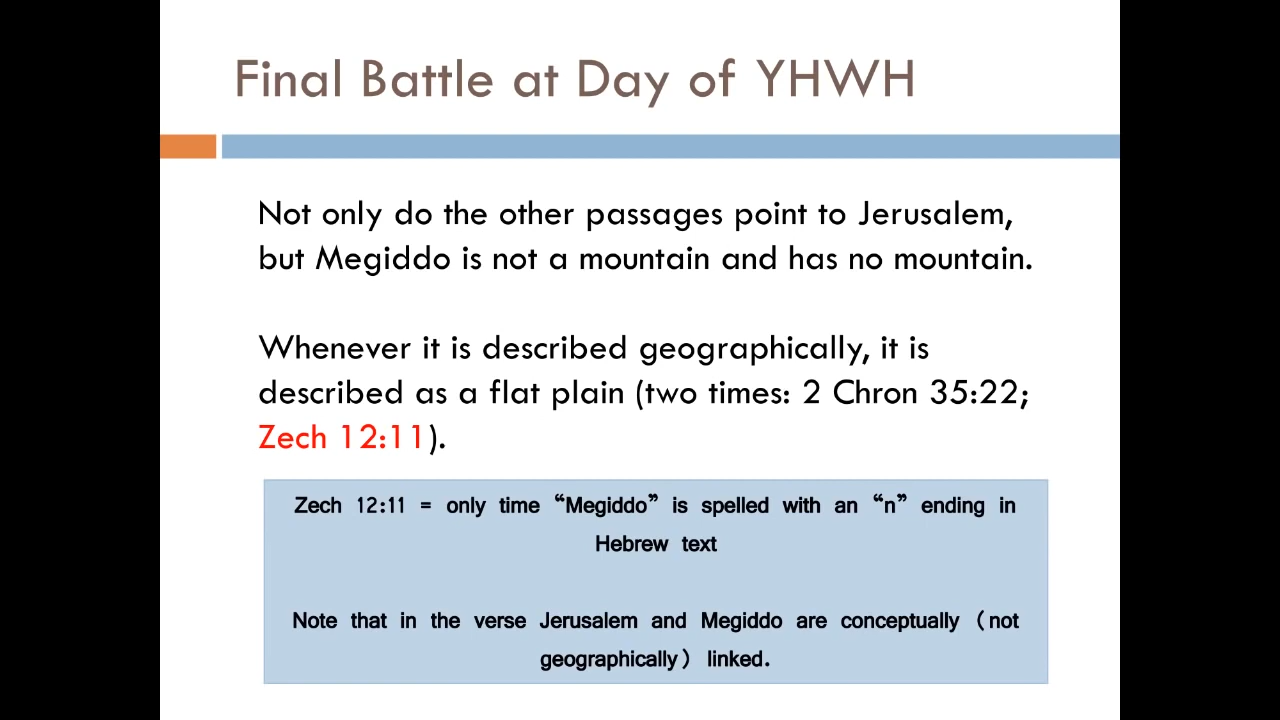 Final Battle at Day of YHWH
Not only do the other passages point to Jerusalem,
but Megiddo is not a mountain and has no mountain.
Whenever it is described geographically, it is
described as a flat plain (two times: 2 Chron 35:22;
Zech 12:11).
Zech 12:11 = only time “Megiddo” is spelled with an “n” ending in
Hebrew text
Note that in the verse Jerusalem and Megiddo are conceptually (not
geographically) linked.